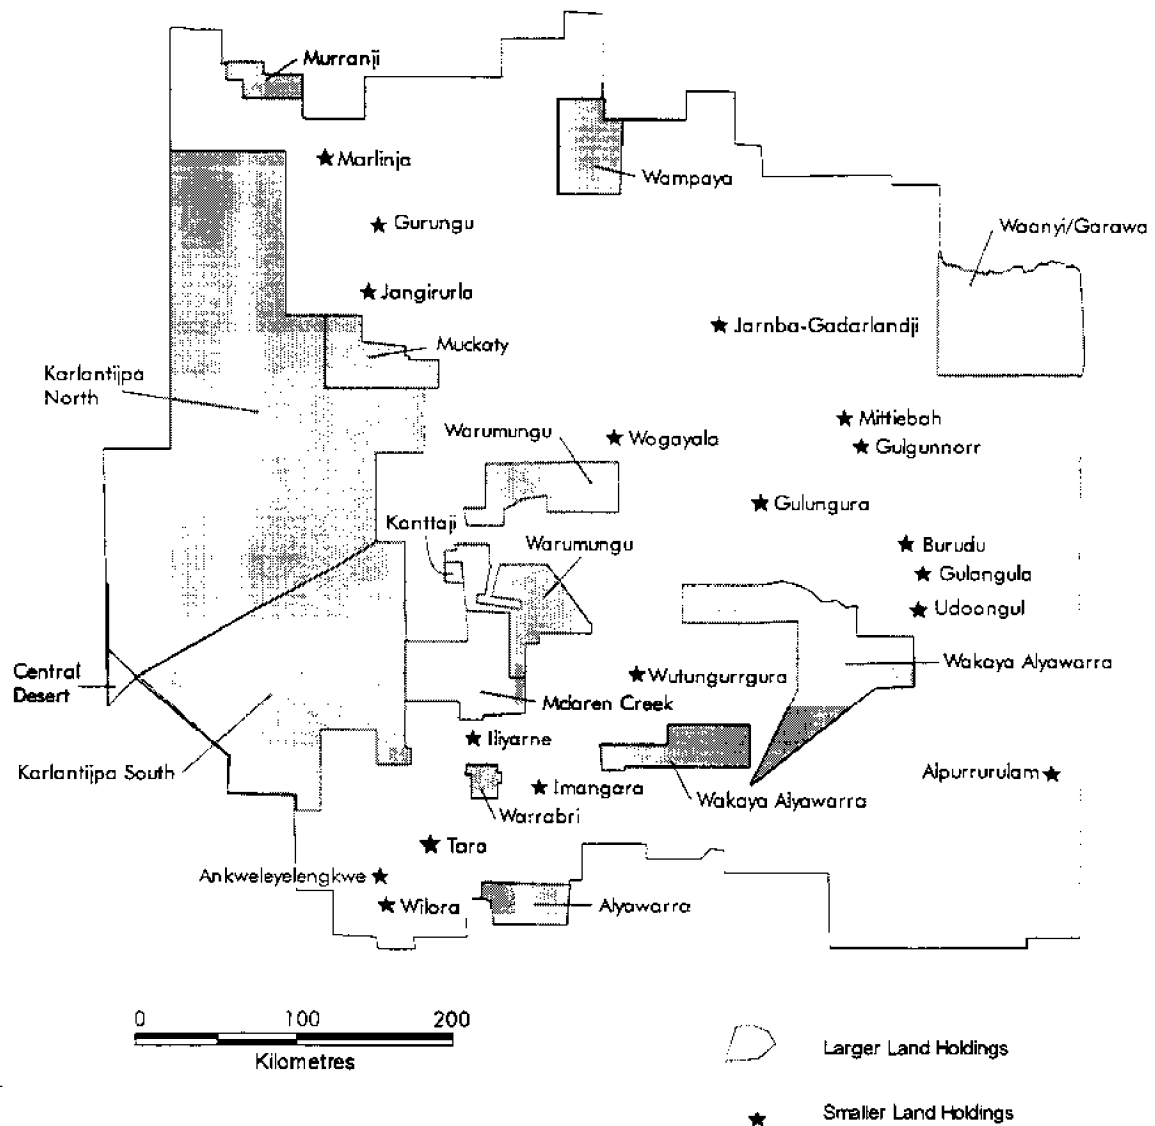 Murranji
Marlinja
Wampaya
Gurungu
Waanyi/Garawa
Jangirurla
Jarnba-Gadarlandji
Muckaty
Karlantijpa
North
Mittiebah
Warumungu
Wogayala
Gulgunnorr
Gulungura
Kanttaji
Warumungu
Burudu
Gulangula
Udoongul
Central
Desert
Wakaya Alyawarra
Wutungurrgura
Mclaren Creek
Iliyarne
Karlantijpa South
Alpurrurulam
Imangara
Wakaya Alyawarra
Warrabri
Tara
Ankweleyelengkwe
Wilora
Alyawarra
0 100 200
Kilometres
Larger Land Holdings
Smaller Land Holdings